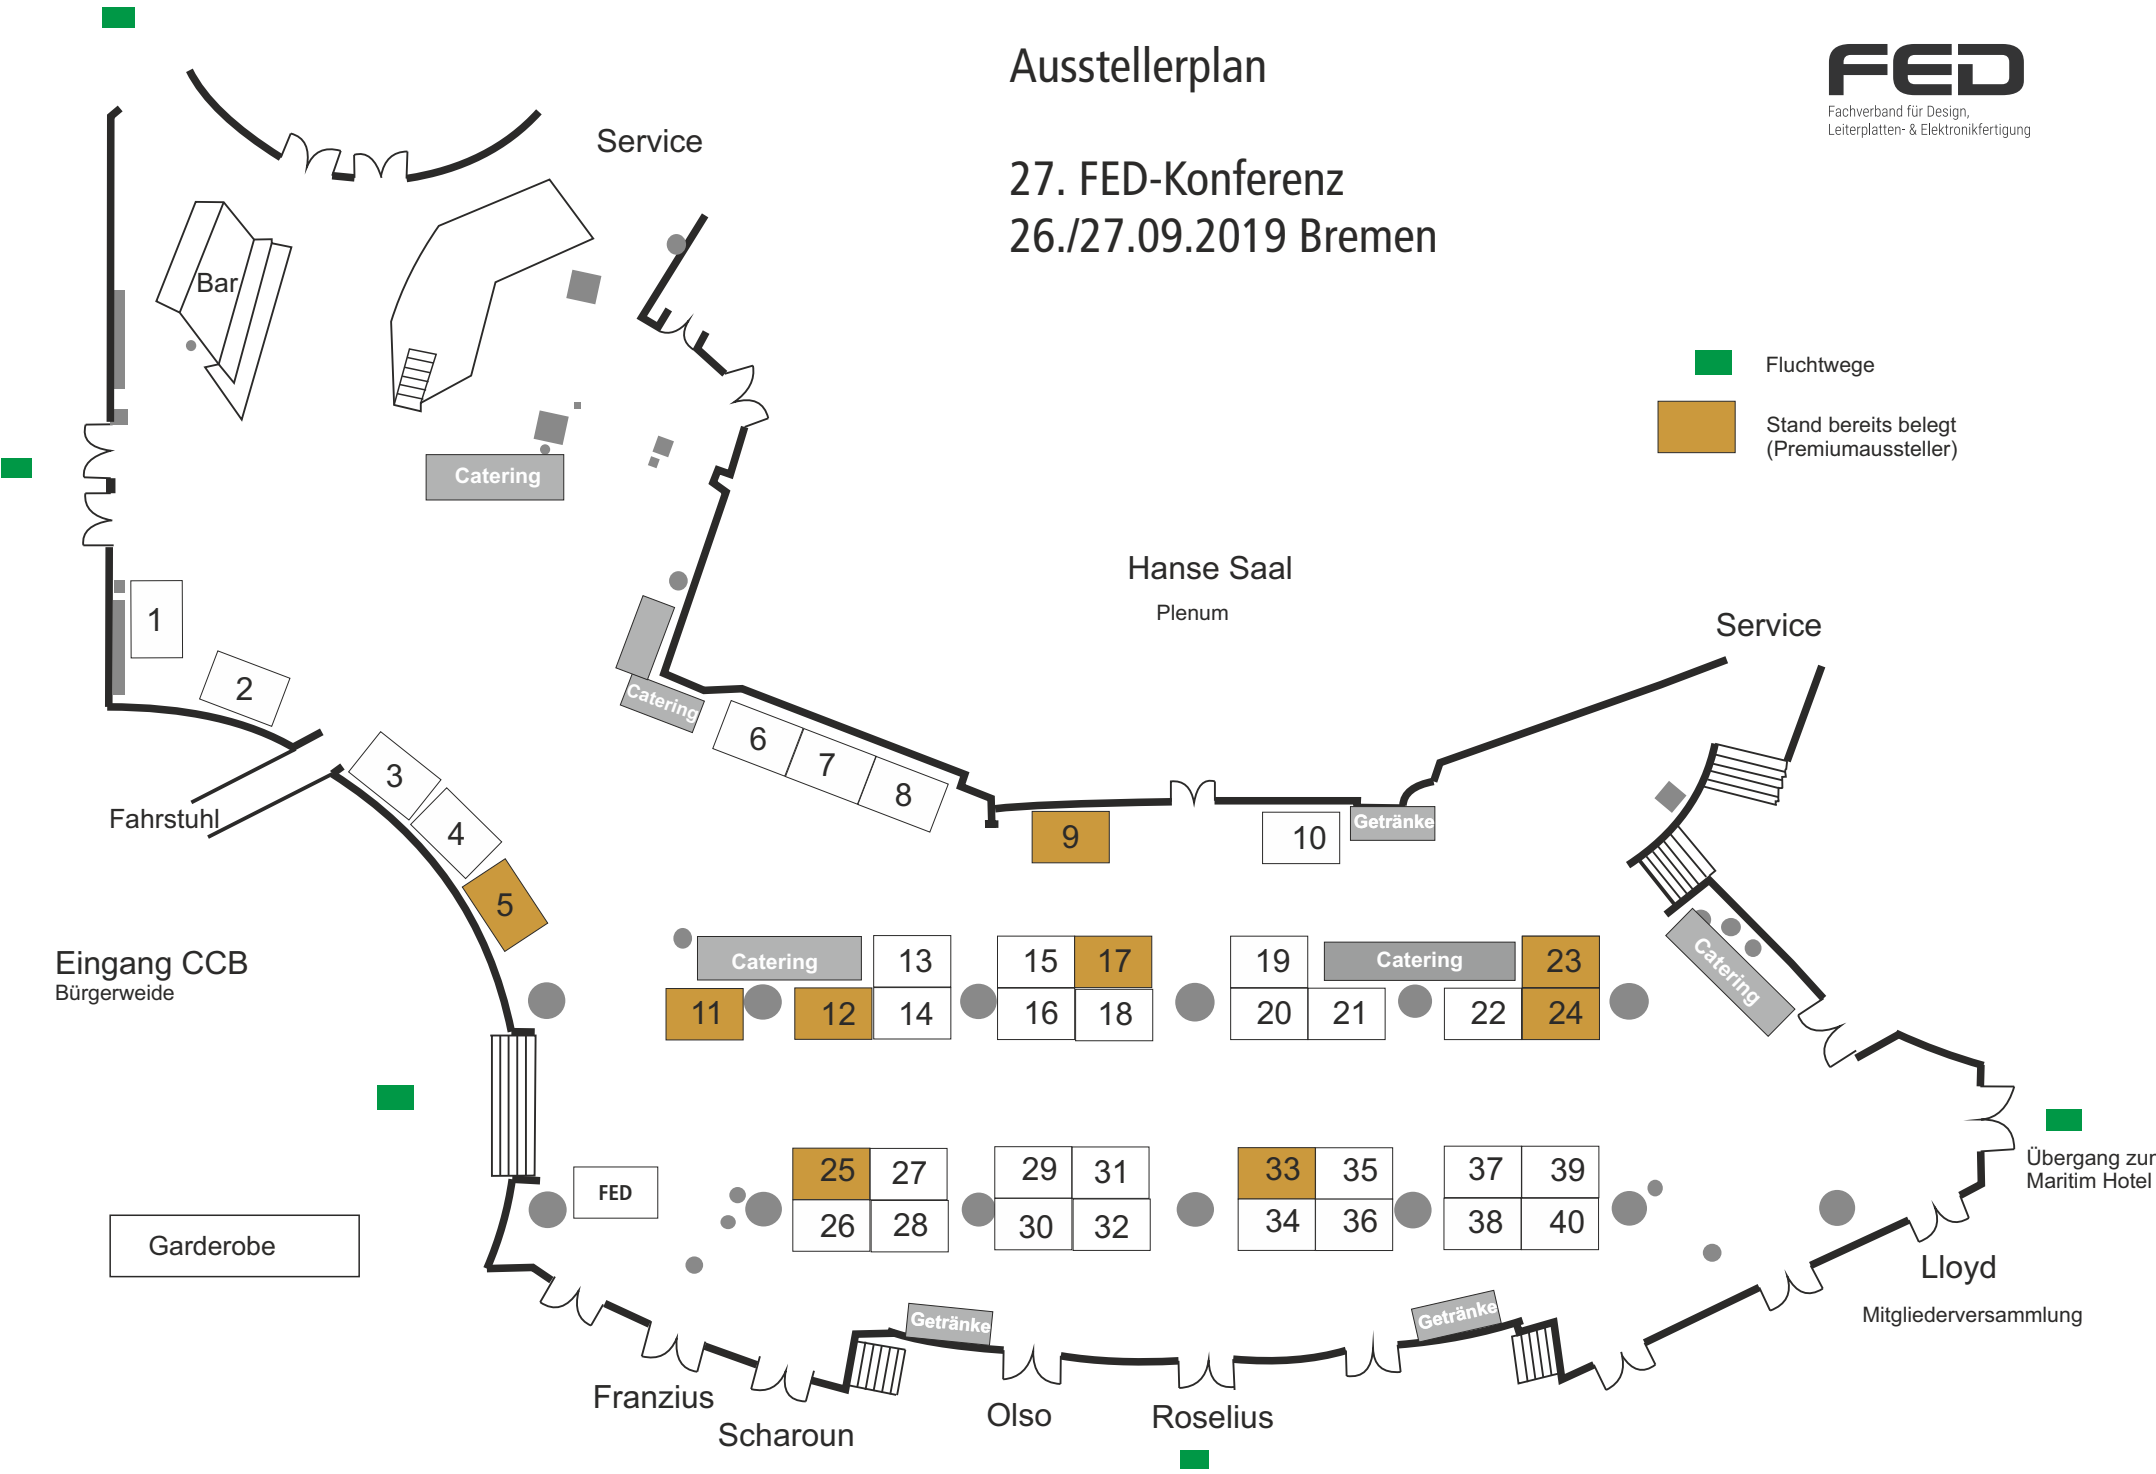 Ausstellerplan
27. FED-Konferenz
26./27.09.2019 Bremen
FED
Fachverband für Design,
Leiterplatten- & Elektronikfertigung
Service
Bar
Fluchtwege
Stand bereits belegt
(Premiumaussteller)
Catering
Hanse Saal
Plenum
Service
1
2
Catering
3
4
5
6
7
8
Fahrstuhl
9
10
Getränke
Eingang CCB
Bürgerweide
Catering
13
15
17
19
Catering
23
Catering
11
12
14
16
18
20
21
22
24
FED
25
27
29
31
33
35
37
39
26
28
30
32
34
36
38
40
Übergang zur
Maritim Hotel
Garderobe
Lloyd
Mitgliederversammlung
Getränke
Getränke
Franzius
Scharoun
Olso
Roselius